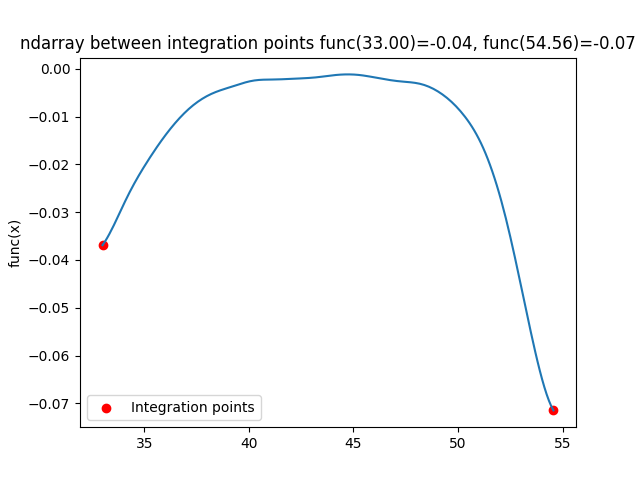 ndarray between integration points func(33.00)=-0.04, func(54.56)=-0.07
0.00
−0.01
−0.02
−0.03
−0.04
−0.05
−0.06
−0.07
func(x)
Integration points
35 40 45 50 55